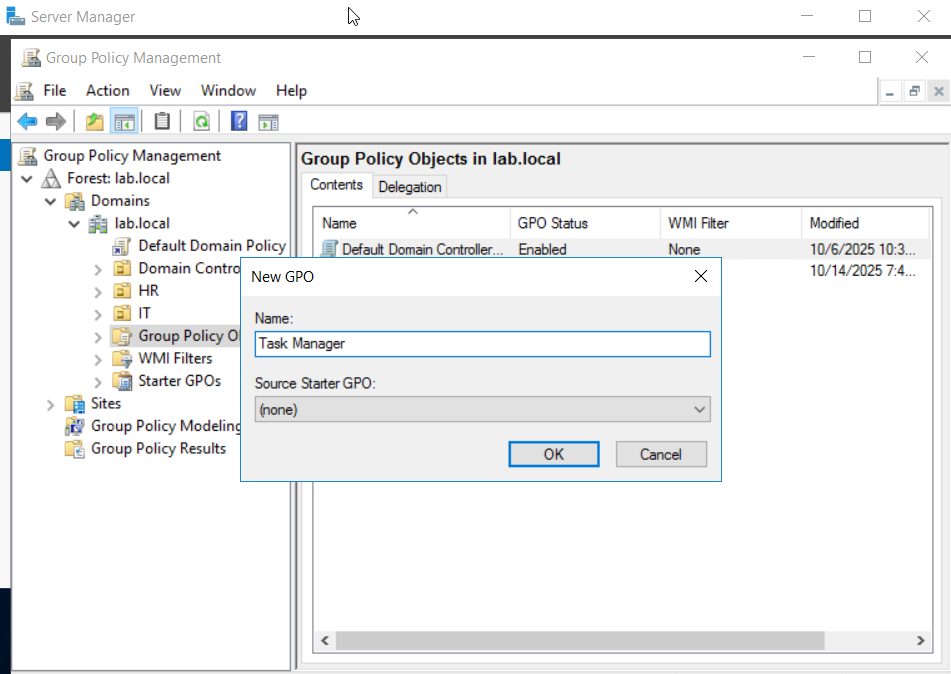 Server Manager
Group Policy Management
File Action View Window Help
Group Policy Management
Forest: lab.local
Domains
lab.local
Default Domain Policy
Domain Contro
HR
IT
Group Policy Ol
WMI Filters
Starter GPOs
Sites
Group Policy Modeling
Group Policy Results
Group Policy Objects in lab.local
Contents Delegation
Name GPO Status WMI Filter Modified
Default Domain Controller... Enabled None 10/6/2025 10:3...
10/14/2025 7:4...
New GPO
Name:
Task Manager
Source Starter GPO:
(none)
OK Cancel